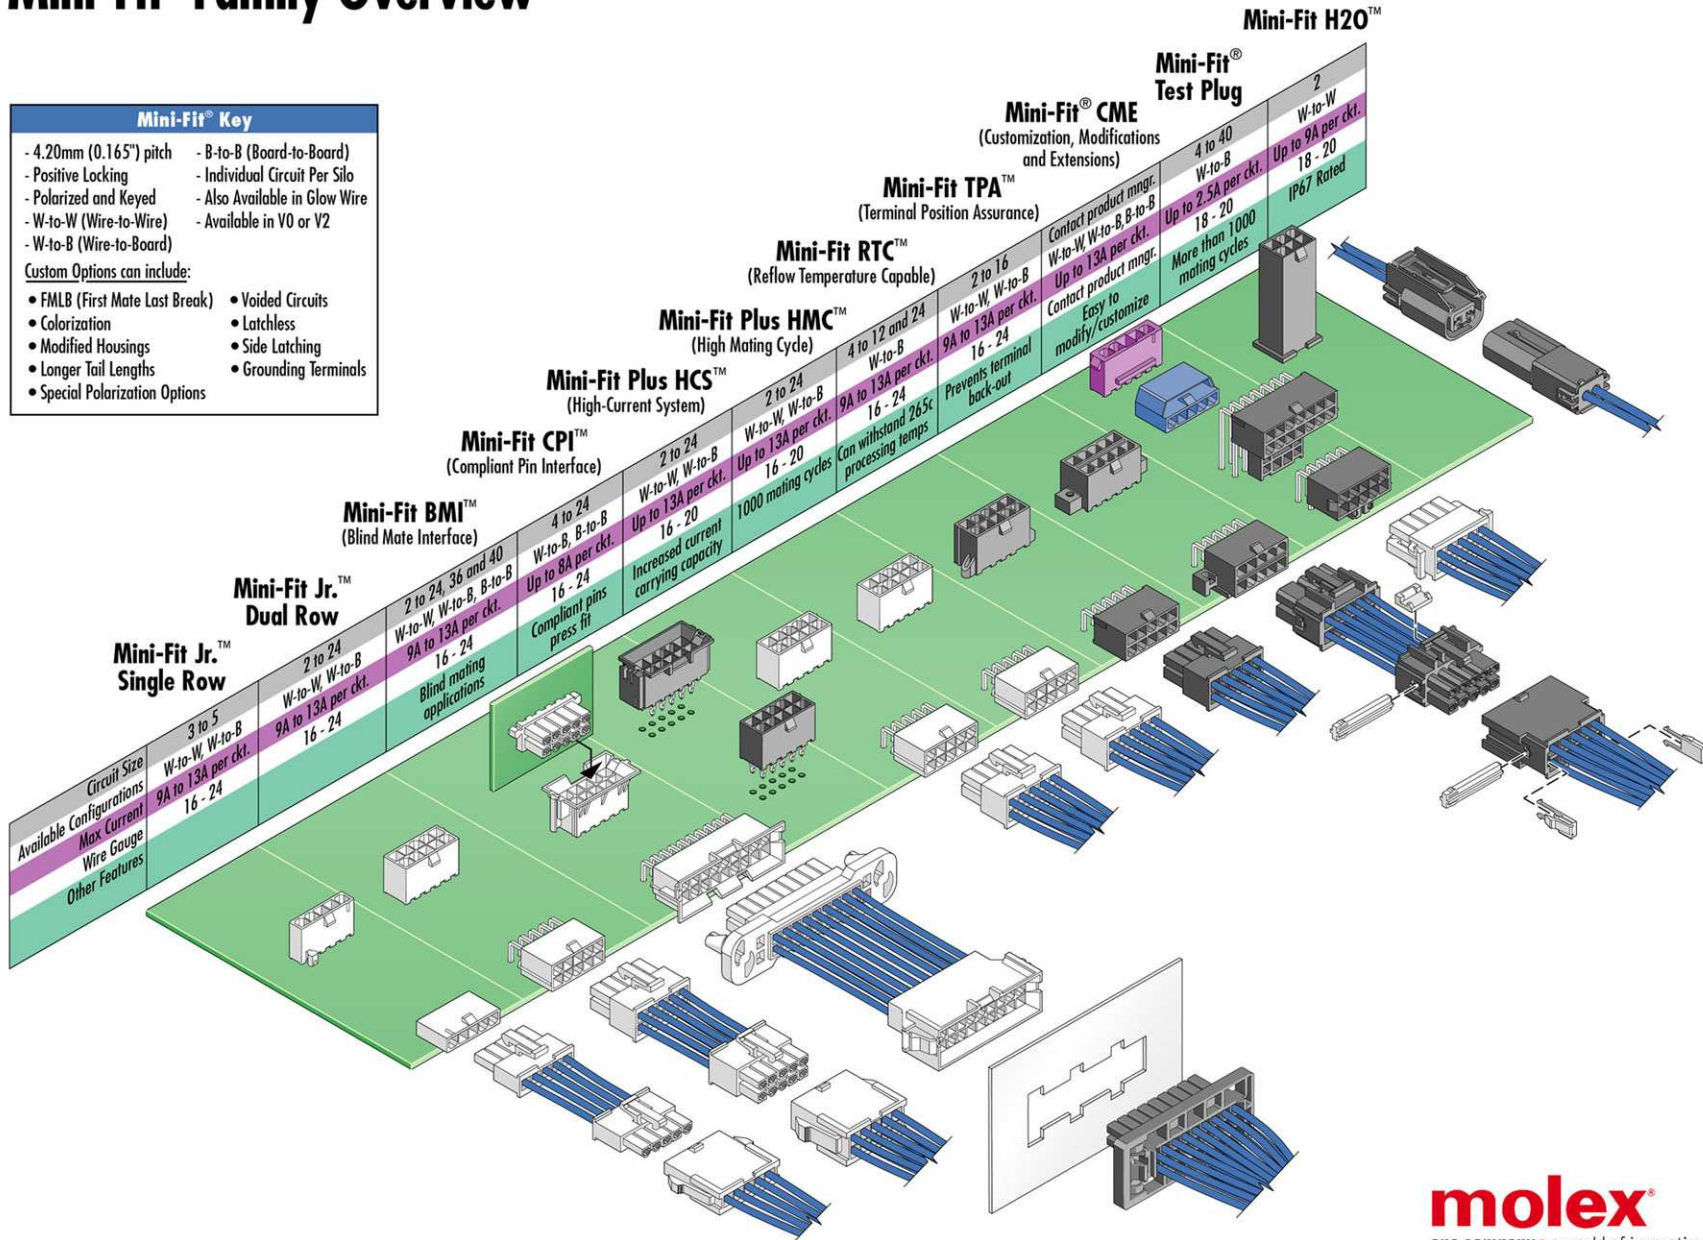 Mini-Fit® Family Overview
Mini-Fit® Key
- 4.20mm (0.165") pitch
- Positive Locking
- Polarized and Keyed
- W-to-W (Wire-to-Wire)
- W-to-B (Wire-to-Board)
- B-to-B (Board-to-Board)
- Individual Circuit Per Silo
- Also Available in Glow Wire
- Available in V0 or V2
Custom Options can include:
• FMLB (First Mate Last Break)
• Colorization
• Modified Housings
• Longer Tail Lengths
• Special Polarization Options
• Voided Circuits
• Latchless
• Side Latching
• Grounding Terminals
Circuit Size
Available Configurations
Max Current
Wire Gauge
Other Features
Mini-Fit Jr.™
Single Row
3 to 5
W-to-W, W-to-B
9A to 13A per ckt.
16 - 24
Mini-Fit Jr.™
Dual Row
2 to 24
W-to-W, W-to-B
9A to 13A per ckt.
16 - 24
Mini-Fit BMI™
(Blind Mate Interface)
2 to 24, 36 and 40
W-to-W, W-to-B, B-to-B
9A to 13A per ckt.
16 - 24
Blind mating
applications
Mini-Fit CPI™
(Compliant Pin Interface)
4 to 24
W-to-B, B-to-B
Up to 8A per ckt.
16 - 24
Compliant pins
press fit
Mini-Fit Plus HCS™
(High-Current System)
2 to 24
W-to-W, W-to-B
Up to 13A per ckt.
16 - 20
Increased current
carrying capacity
Mini-Fit Plus HMC™
(High Mating Cycle)
2 to 24
W-to-W, W-to-B
Up to 13A per ckt.
16 - 20
1000 mating cycles
Mini-Fit RTC™
(Reflow Temperature Capable)
4 to 12 and 24
W-to-B
9A to 13A per ckt.
16 - 24
Can withstand 265c
processing temps
Mini-Fit TPA™
(Terminal Position Assurance)
2 to 16
W-to-W, W-to-B
9A to 13A per ckt.
16 - 24
Prevents terminal
back-out
Mini-Fit® CME
(Customization, Modifications
and Extensions)
Contact product mngr.
W-to-W, W-to-B, B-to-B
Up to 13A per ckt.
Contact product mngr.
Easy to
modify/customize
Mini-Fit®
Test Plug
4 to 40
W-to-B
Up to 2.5A per ckt.
18 - 20
More than 1000
mating cycles
Mini-Fit H2O™
2
W-to-W
Up to 9A per ckt.
18 - 20
IP67 Rated
molex®